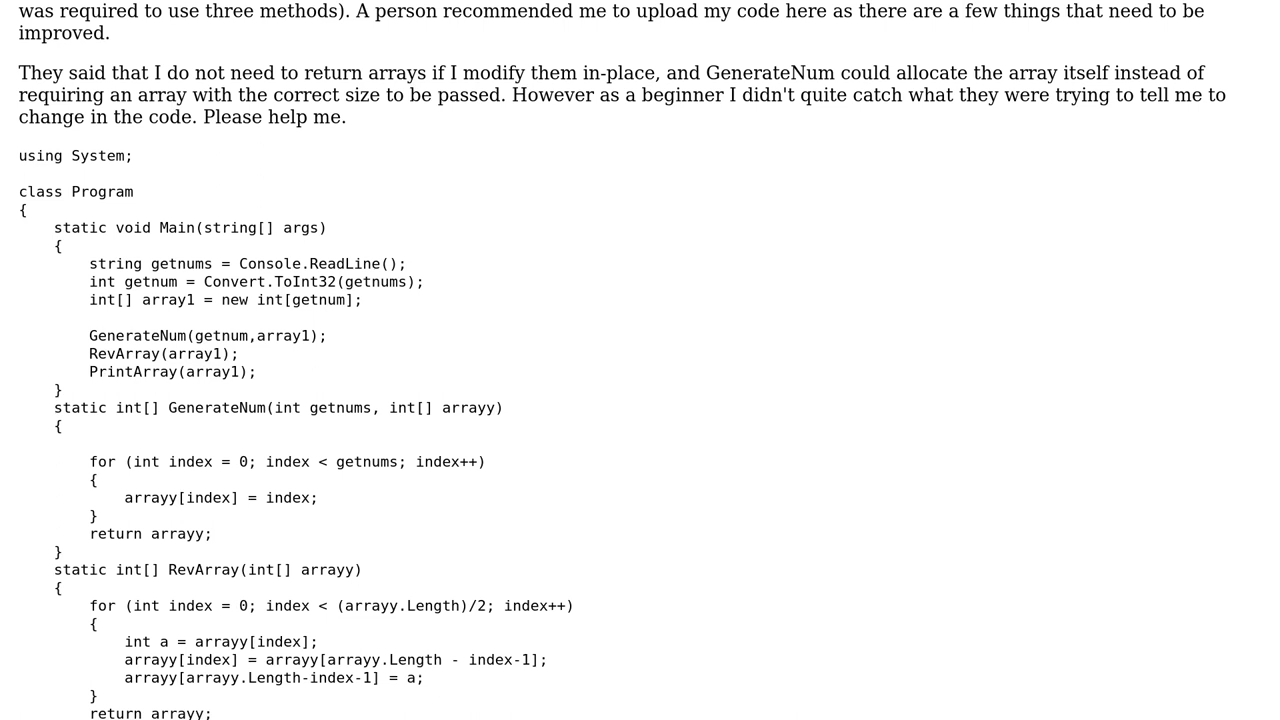 was required to use three methods). A person recommended me to upload my code here as there are a few things that need to be
improved.
They said that I do not need to return arrays if I modify them in-place, and GenerateNum could allocate the array itself instead of
requiring an array with the correct size to be passed. However as a beginner I didn't quite catch what they were trying to tell me to
change in the code. Please help me.
using System;
class Program
{
    static void Main(string[] args)
    {
        string getnums = Console.ReadLine();
        int getnum = Convert.ToInt32(getnums);
        int[] array1 = new int[getnum];
        GenerateNum(getnum,array1);
        RevArray(array1);
        PrintArray(array1);
    }
    static int[] GenerateNum(int getnums, int[] arrayy)
    {
        for (int index = 0; index < getnums; index++)
        {
            arrayy[index] = index;
        }
        return arrayy;
    }
    static int[] RevArray(int[] arrayy)
    {
        for (int index = 0; index < (arrayy.Length)/2; index++)
        {
            int a = arrayy[index];
            arrayy[index] = arrayy[arrayy.Length - index-1];
            arrayy[arrayy.Length-index-1] = a;
        }
        return arrayy;